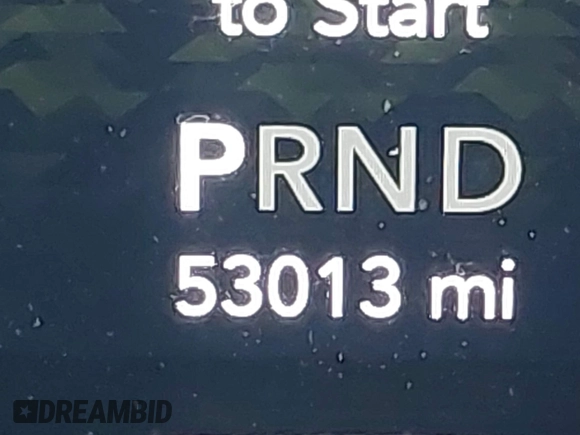 to Start
PRND
53013 mi
DREAMBID